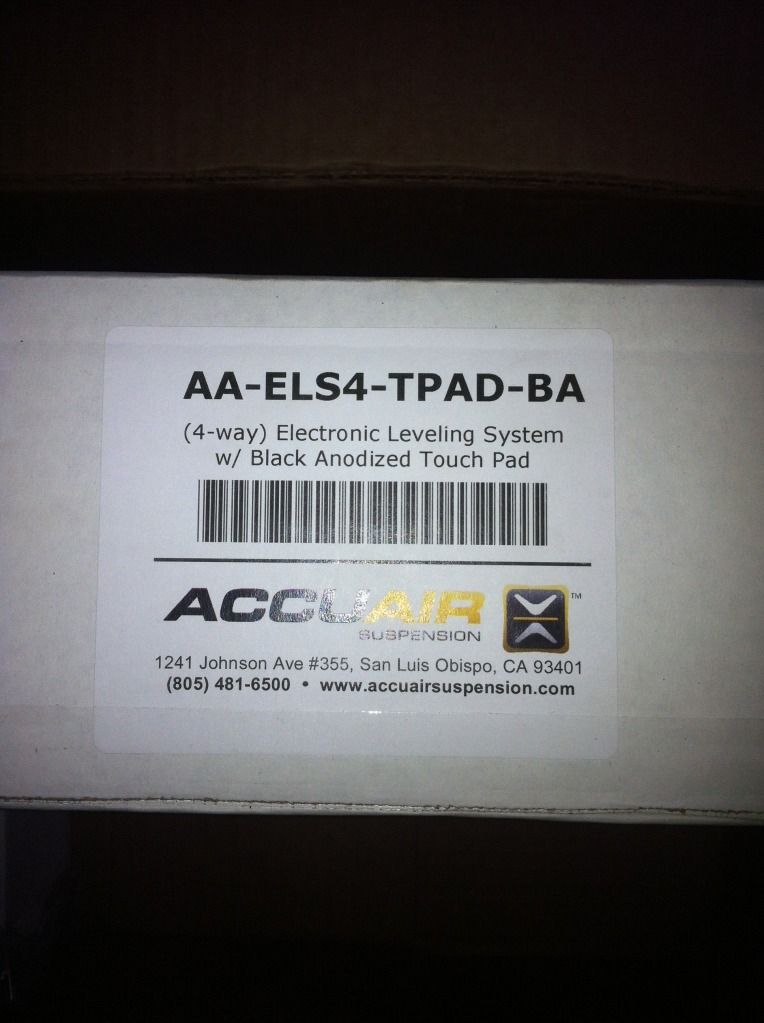 AA-ELS4-TPAD-BA
(4-way) Electronic Leveling System
w/ Black Anodized Touch Pad
ACCUAIR ™
SUSPENSION
1241 Johnson Ave #355, San Luis Obispo, CA 93401
(805) 481-6500 • www.accuairsuspension.com